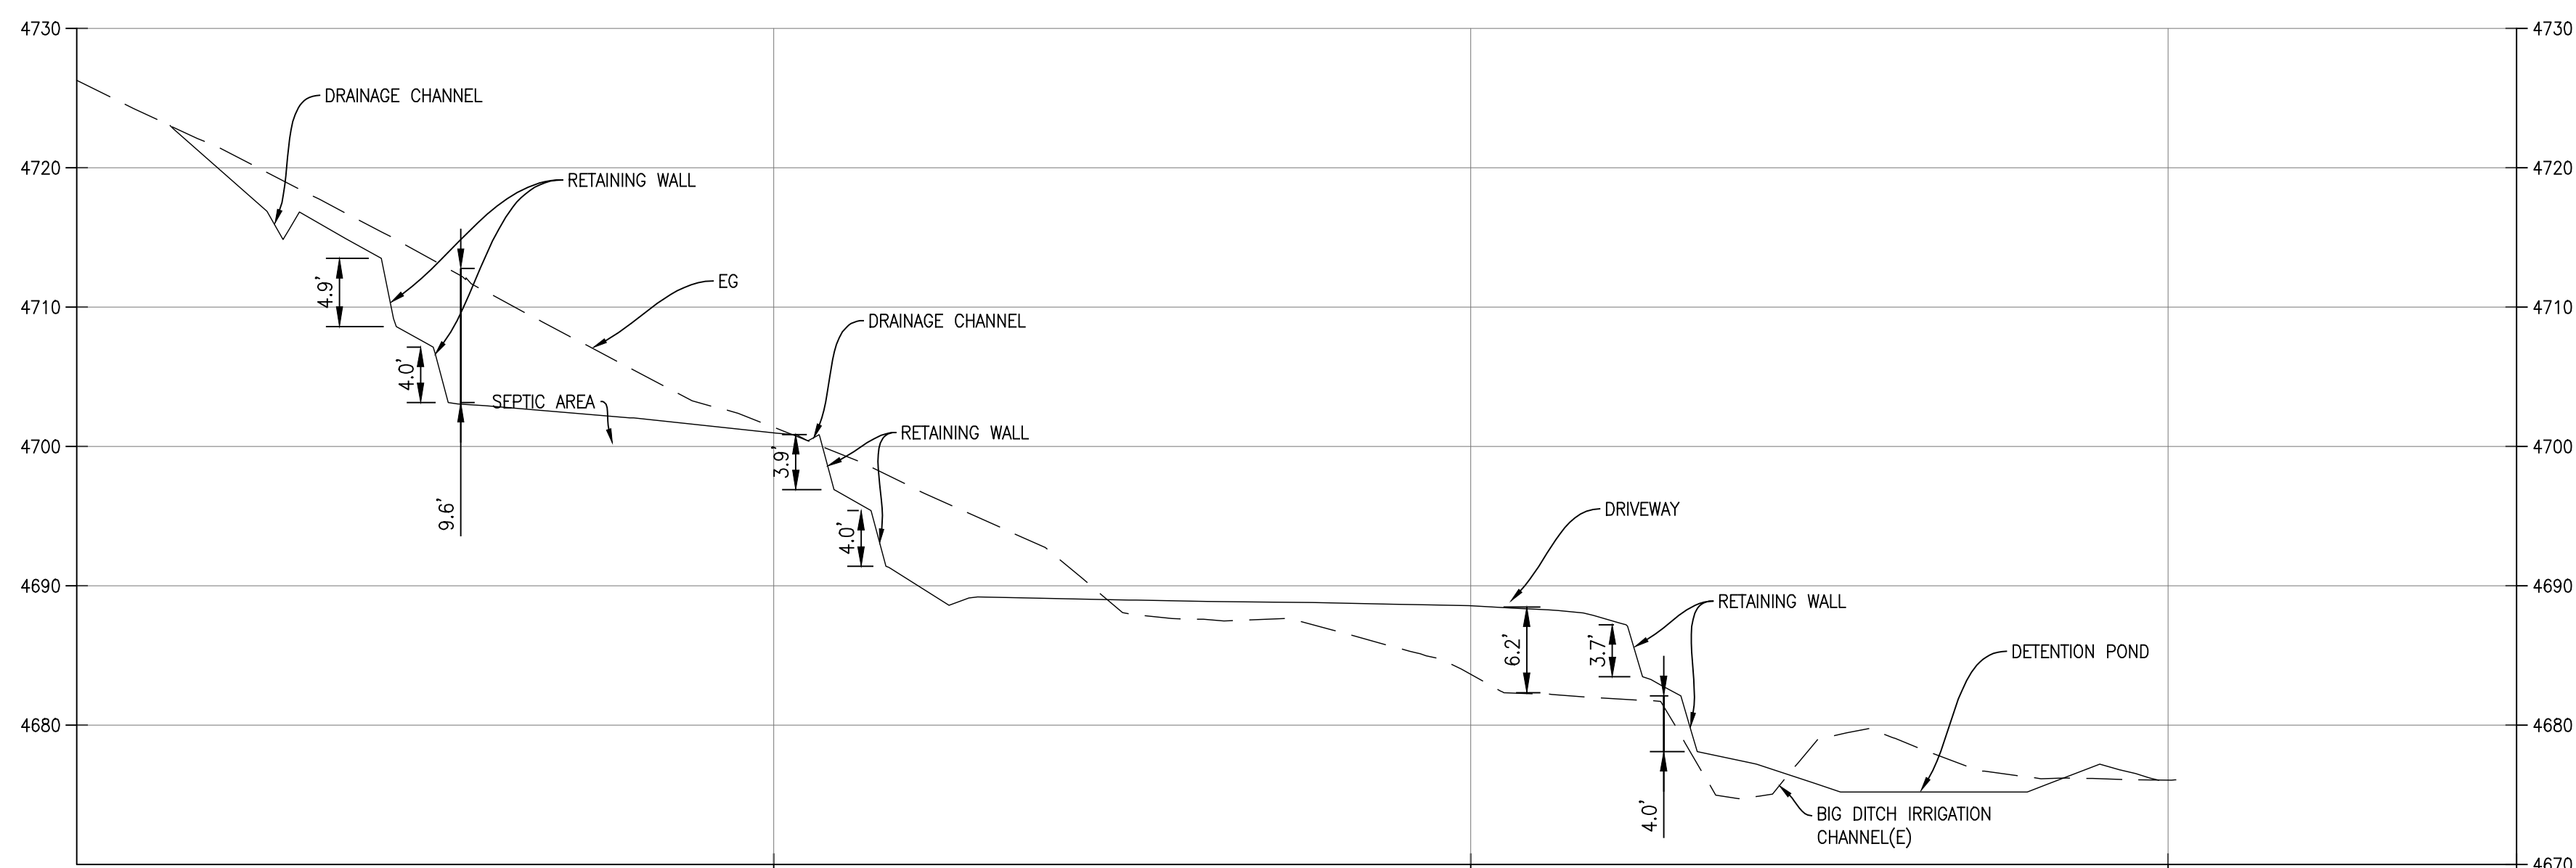 4730
4730
DRAINAGE CHANNEL
4720
4720
RETAINING WALL
EG
4.9'
4710
4710
DRAINAGE CHANNEL
4.0'
SEPTIC AREA
RETAINING WALL
4700
4700
3.9'
9.6'
DRIVEWAY
4.0'
4690
4690
RETAINING WALL
6.2'
3.7'
DETENTION POND
4680
4680
4.0'
BIG DITCH IRRIGATION
CHANNEL(E)
4670